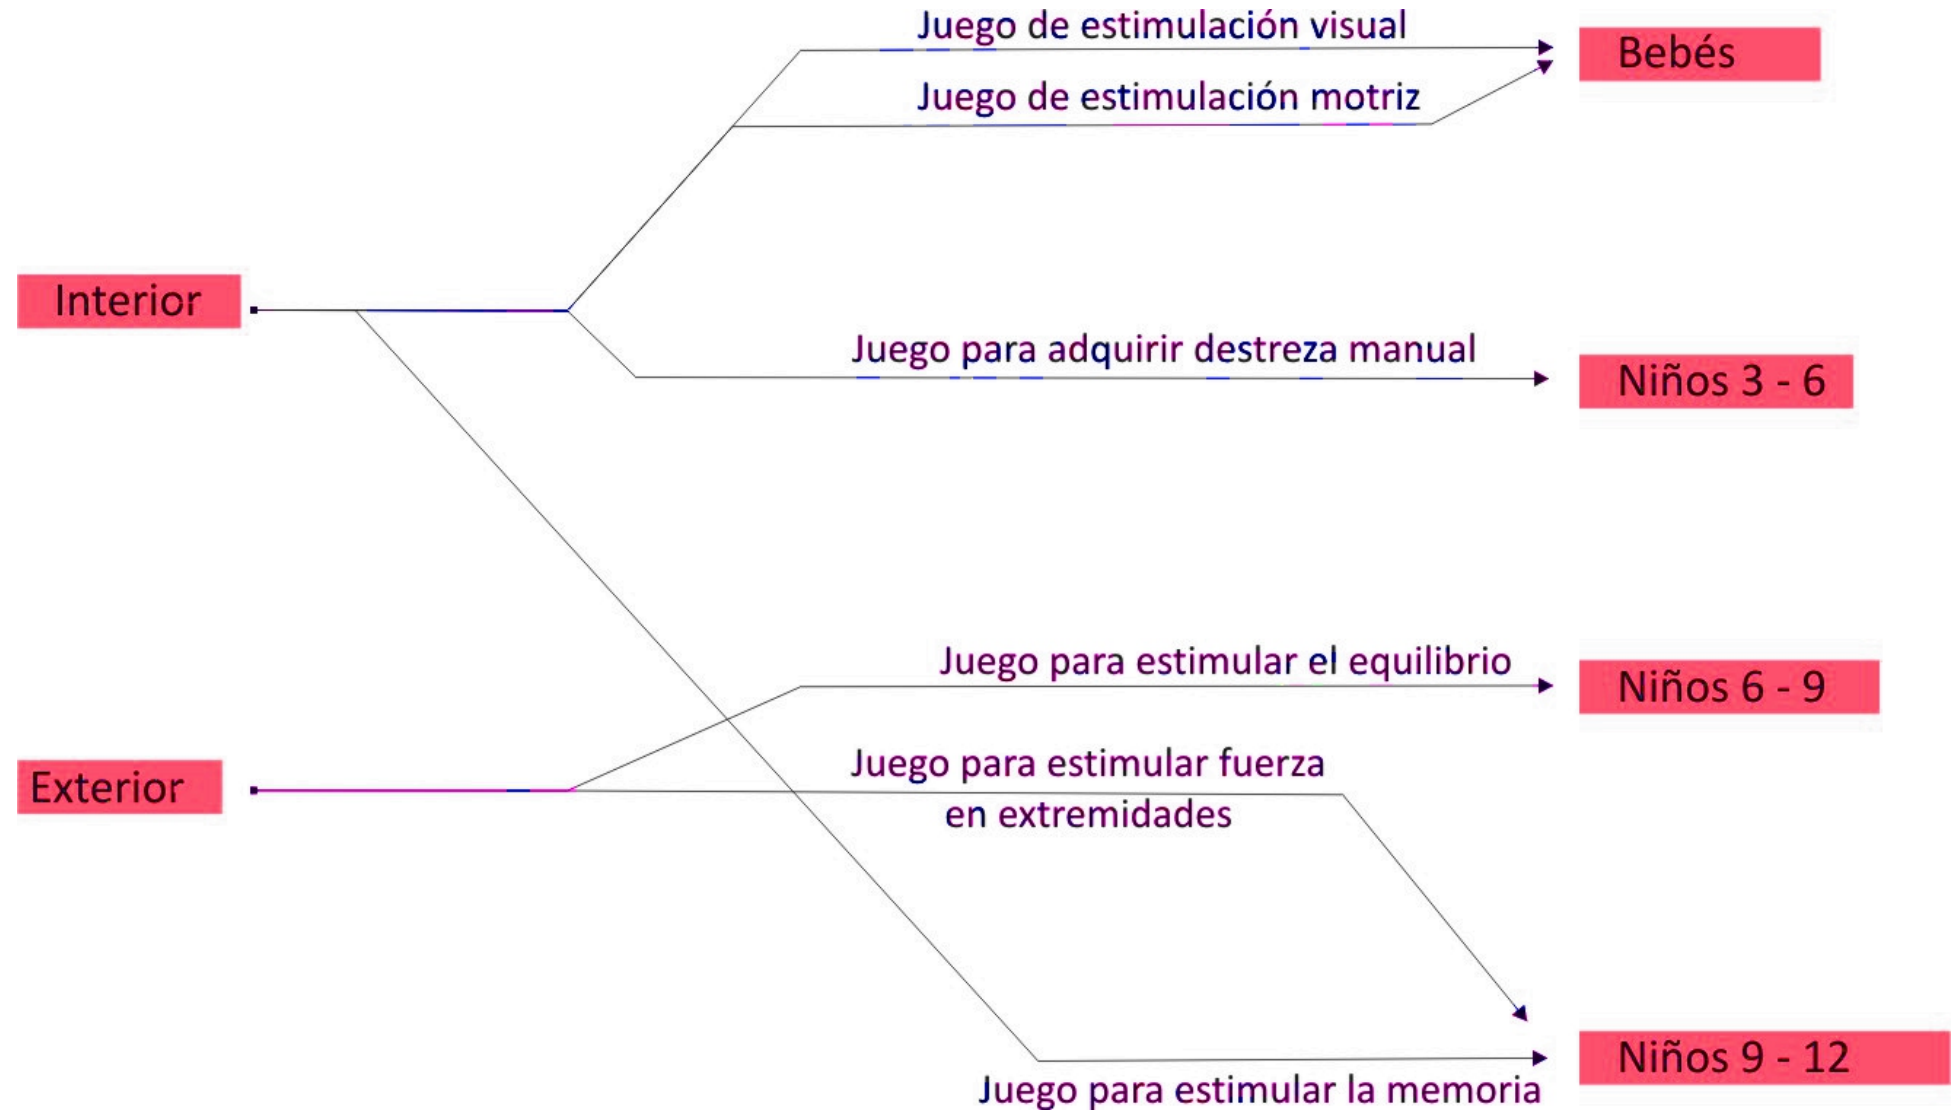 Juego de estimulación visual
Bebés
Juego de estimulación motriz
Interior
Juego para adquirir destreza manual
Niños 3 - 6
Juego para estimular el equilibrio
Niños 6 - 9
Exterior
Juego para estimular fuerza
en extremidades
Niños 9 - 12
Juego para estimular la memoria